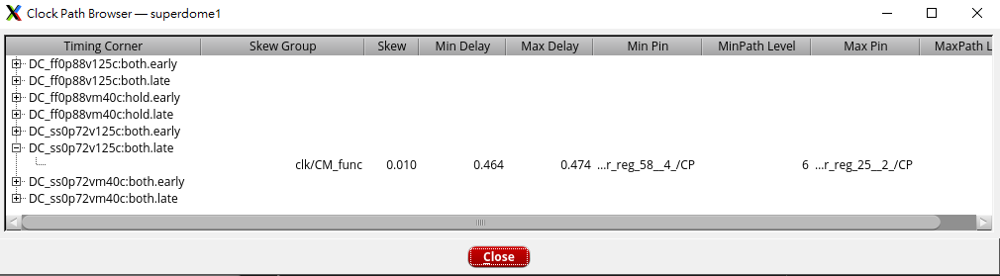 Clock Path Browser — superdome1
Timing Corner Skew Group Skew Min Delay Max Delay Min Pin MinPath Level Max Pin MaxPath L
DC_ff0p88v125c:both.early
DC_ff0p88v125c:both.late
DC_ff0p88vm40c:hold.early
DC_ff0p88vm40c:hold.late
DC_ss0p72v125c:both.early
DC_ss0p72v125c:both.late
clk/CM_func 0.010 0.464 0.474 ...r_reg_58__4_/CP 6 ...r_reg_25__2_/CP
DC_ss0p72vm40c:both.early
DC_ss0p72vm40c:both.late
Close